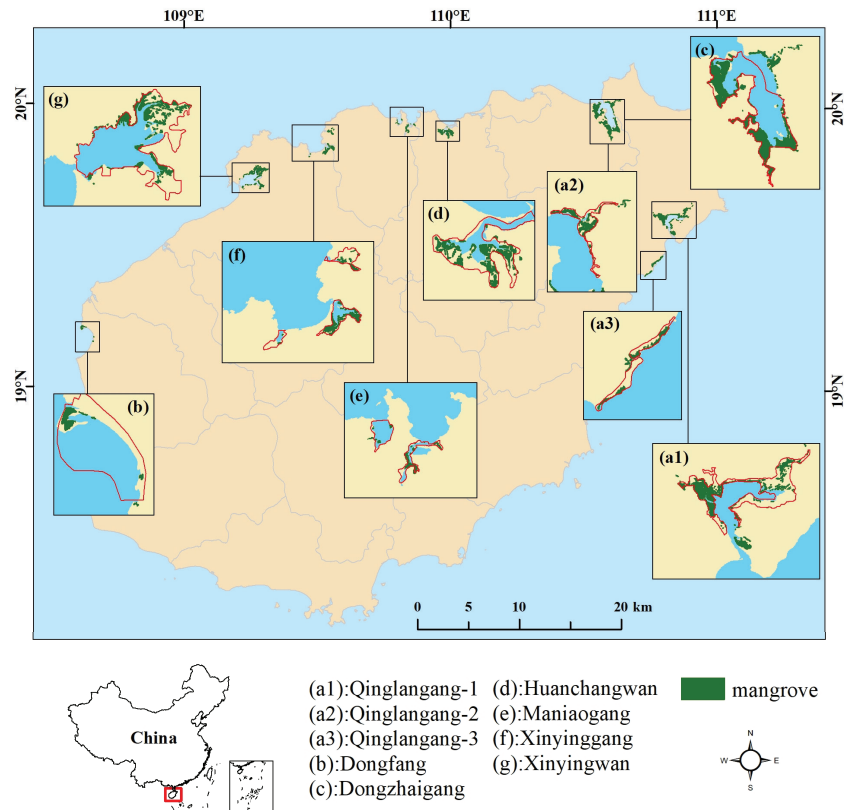 109°E 110°E 111°E
(c)
(g)
20°N 20°N
(a2)
(d)
(f)
(a3)
19°N 19°N
(e)
(b)
(a1)
0 5 10 20 km
(a1):Qinglangang-1 (d):Huanchangwan mangrove
(a2):Qinglangang-2 (e):Maniaogang
(a3):Qinglangang-3 (f):Xinyinggang
China
(b):Dongfang (g):Xinyingwan
(c):Dongzhaigang
N
W E
S